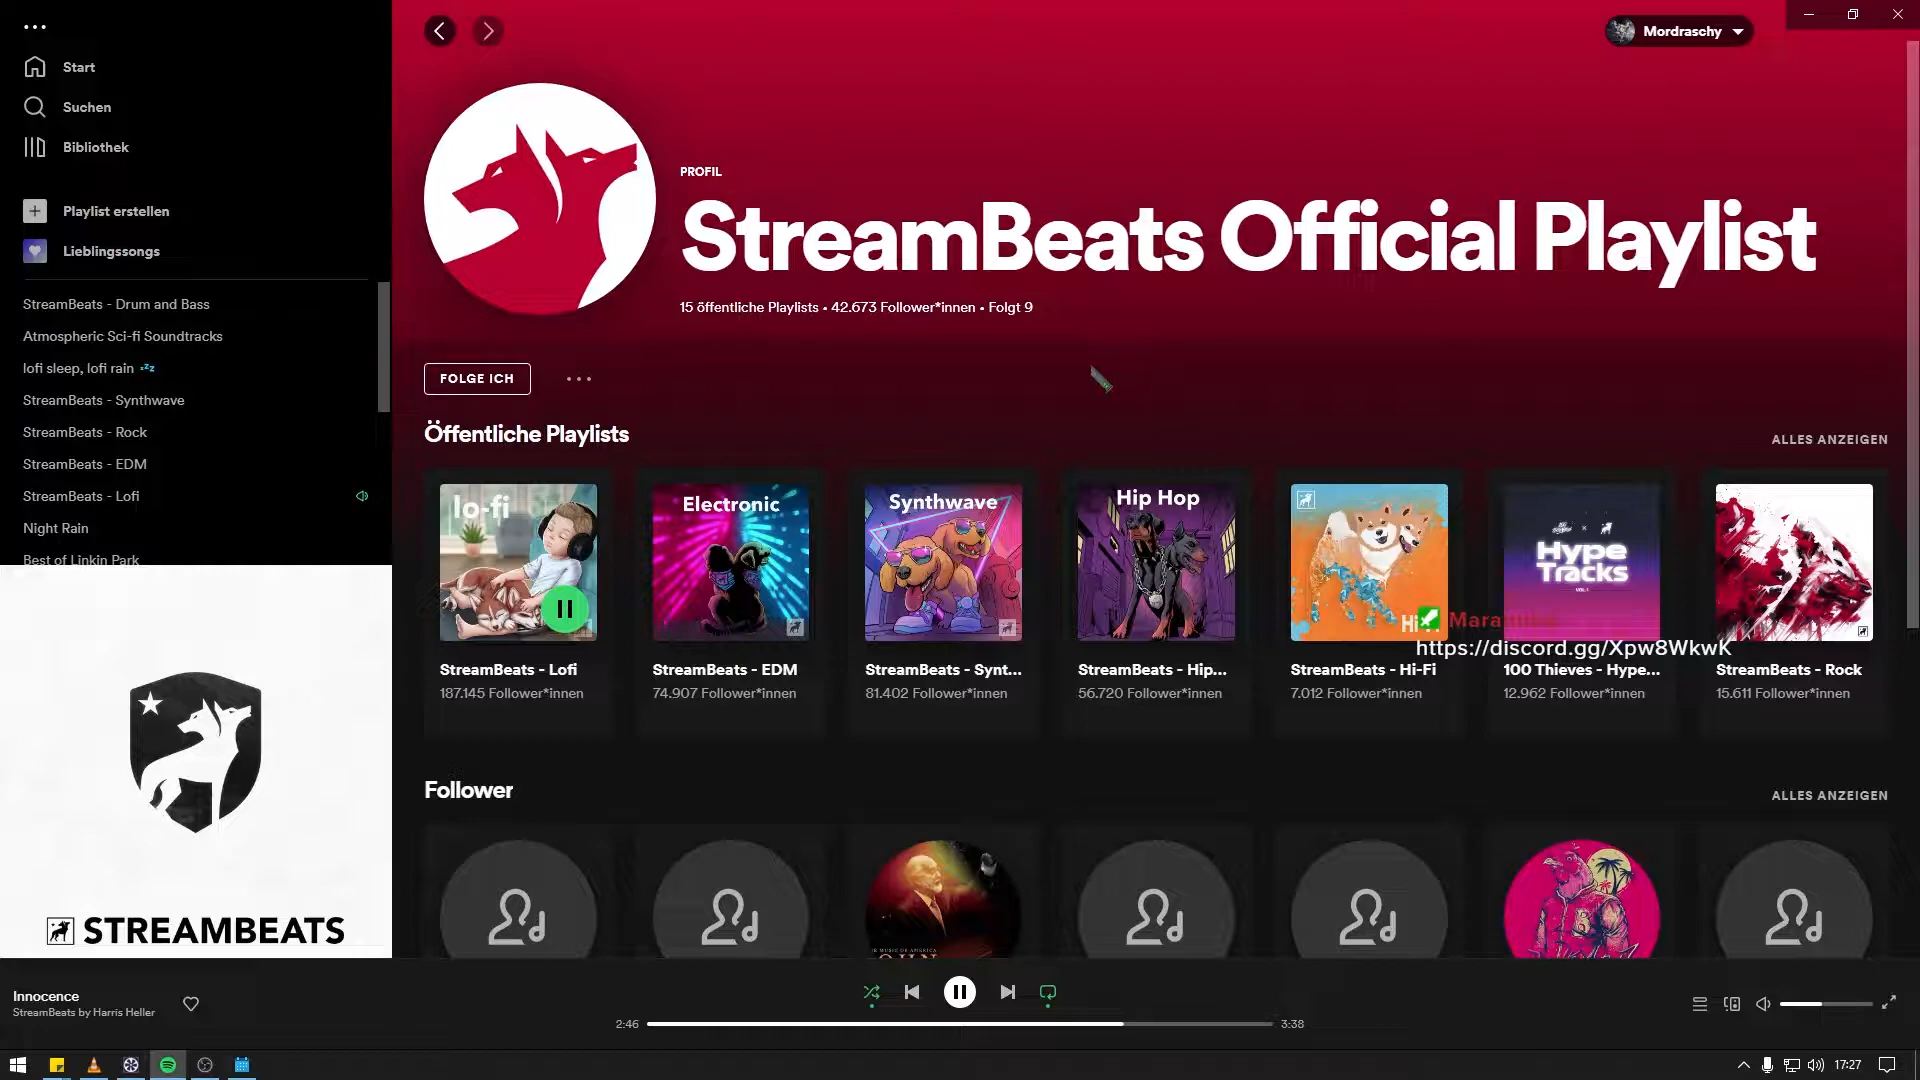 Start
Suchen
Bibliothek
Playlist erstellen
Lieblingssongs
StreamBeats - Drum and Bass
Atmospheric Sci-fi Soundtracks
lofi sleep, lofi rain 💤
StreamBeats - Synthwave
StreamBeats - Rock
StreamBeats - EDM
StreamBeats - Lofi
Night Rain
Best of Linkin Park
STREAMBEATS
Mordraschy
PROFIL
StreamBeats Official Playlist
15 öffentliche Playlists • 42.673 Follower*innen • Folgt 9
FOLGE ICH
Öffentliche Playlists
ALLES ANZEIGEN
lo-fi
Electronic
Synthwave
Hip Hop
Hype
Tracks
VOL. 1
https://discord.gg/Xpw8WkwK
StreamBeats - Lofi
187.145 Follower*innen
StreamBeats - EDM
74.907 Follower*innen
StreamBeats - Synt...
81.402 Follower*innen
StreamBeats - Hip...
56.720 Follower*innen
StreamBeats - Hi-Fi
7.012 Follower*innen
100 Thieves - Hype...
12.962 Follower*innen
StreamBeats - Rock
15.611 Follower*innen
Follower
ALLES ANZEIGEN
Innocence
StreamBeats by Harris Heller
2:46
3:38
17:27